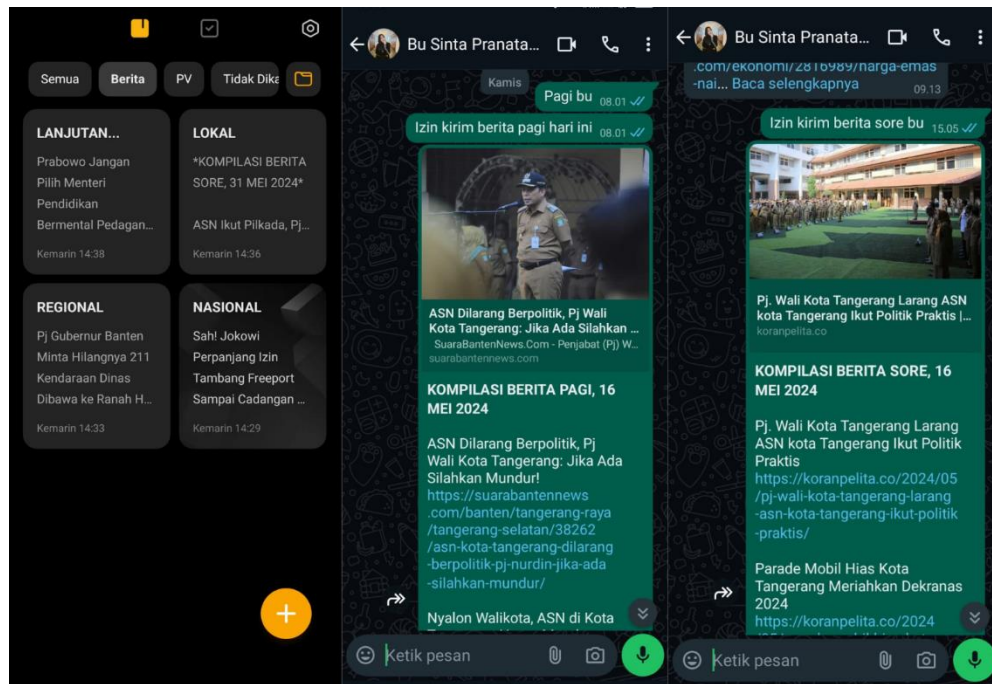 Semua Berita PV Tidak Dika
LANJUTAN...
Prabowo Jangan
Pilih Menteri
Pendidikan
Bermental Pedagan...
Kemarin 14:38
LOKAL
*KOMPILASI BERITA
SORE, 31 MEI 2024*
ASN Ikut Pilkada, Pj...
Kemarin 14:36
REGIONAL
Pj Gubernur Banten
Minta Hilangnya 211
Kendaraan Dinas
Dibawa ke Ranah H...
Kemarin 14:33
NASIONAL
Sah! Jokowi
Perpanjang Izin
Tambang Freeport
Sampai Cadangan ...
Kemarin 14:29
Bu Sinta Pranata...
Kamis
Pagi bu 08.01
Izin kirim berita pagi hari ini 08.01
ASN Dilarang Berpolitik, Pj Wali
Kota Tangerang: Jika Ada Silahkan ...
SuaraBantenNews.Com - Penjabat (Pj) W...
suarabantennews.com
KOMPILASI BERITA PAGI, 16
MEI 2024
ASN Dilarang Berpolitik, Pj
Wali Kota Tangerang: Jika Ada
Silahkan Mundur!
https://suarabantennews
.com/banten/tangerang-raya
/tangerang-selatan/38262
/asn-kota-tangerang-dilarang
-berpolitik-pj-nurdin-jika-ada
-silahkan-mundur/
Nyalon Walikota, ASN di Kota
Ketik pesan
Bu Sinta Pranata...
.com/ekonomi/2816989/harga-emas
-nai... Baca selengkapnya 09.13
Izin kirim berita sore bu 15.05
Pj. Wali Kota Tangerang Larang ASN
kota Tangerang Ikut Politik Praktis |...
koranpelita.co
KOMPILASI BERITA SORE, 16
MEI 2024
Pj. Wali Kota Tangerang Larang
ASN kota Tangerang Ikut Politik
Praktis
https://koranpelita.co/2024/05
/pj-wali-kota-tangerang-larang
-asn-kota-tangerang-ikut-politik
-praktis/
Parade Mobil Hias Kota
Tangerang Meriahkan Dekranas
2024
https://koranpelita.co/2024
Ketik pesan